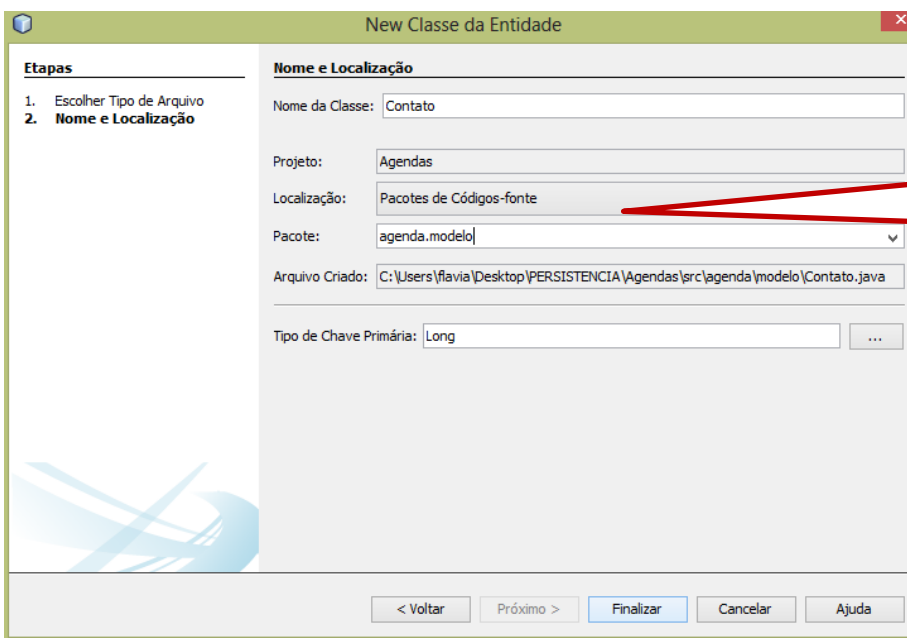 New Classe da Entidade
Etapas
1. Escolher Tipo de Arquivo
2. Nome e Localização
Nome e Localização
Nome da Classe: Contato
Projeto: Agendas
Localização: Pacotes de Códigos-fonte
Pacote: agenda.modelo
Arquivo Criado: C:\Users\flavia\Desktop\PERSISTENCIA\Agendas\src\agenda\modelo\Contato.java
Tipo de Chave Primária: Long ...
< Voltar Próximo > Finalizar Cancelar Ajuda